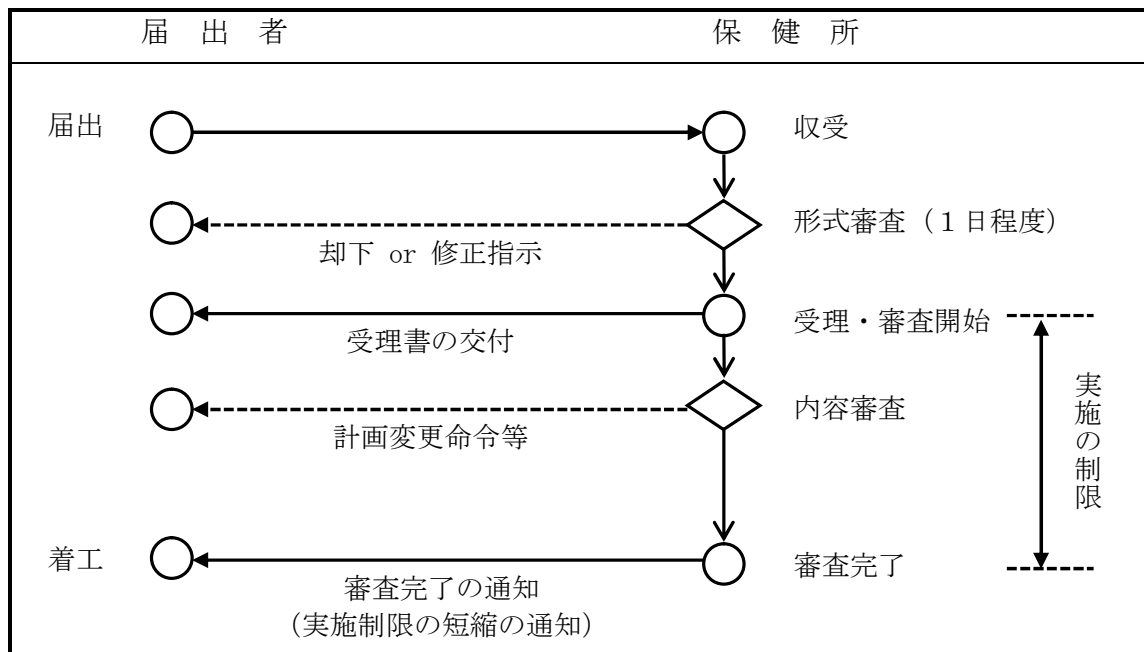 届 出 者 保 健 所
届出 収受
形式審査（１日程度）
却下 or 修正指示
受理・審査開始
受理書の交付
内容審査
計画変更命令等
実施の制限
着工 審査完了
審査完了の通知
（実施制限の短縮の通知）